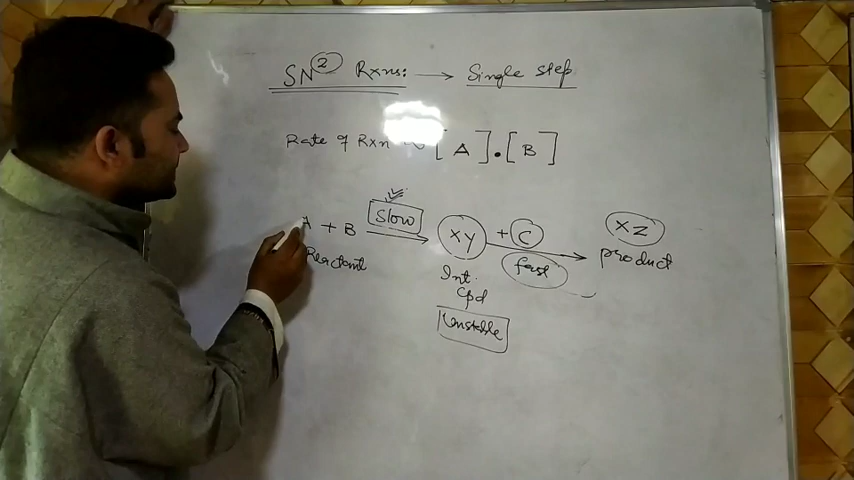 SN2 Rxns: → Single step
Rate of Rxn ∝ [A].[B]
A + B Slow → XY + C fast → XZ
Reactant Int. Cpd Unstable product